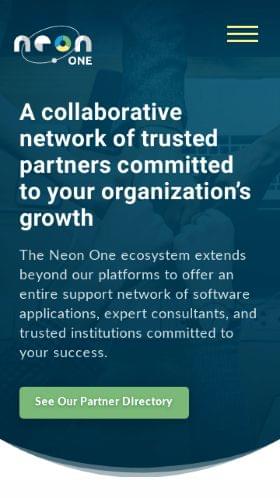 neon
ONE
A collaborative
network of trusted
partners committed
to your organization’s
growth
The Neon One ecosystem extends
beyond our platforms to offer an
entire support network of software
applications, expert consultants, and
trusted institutions committed to
your success.
See Our Partner Directory